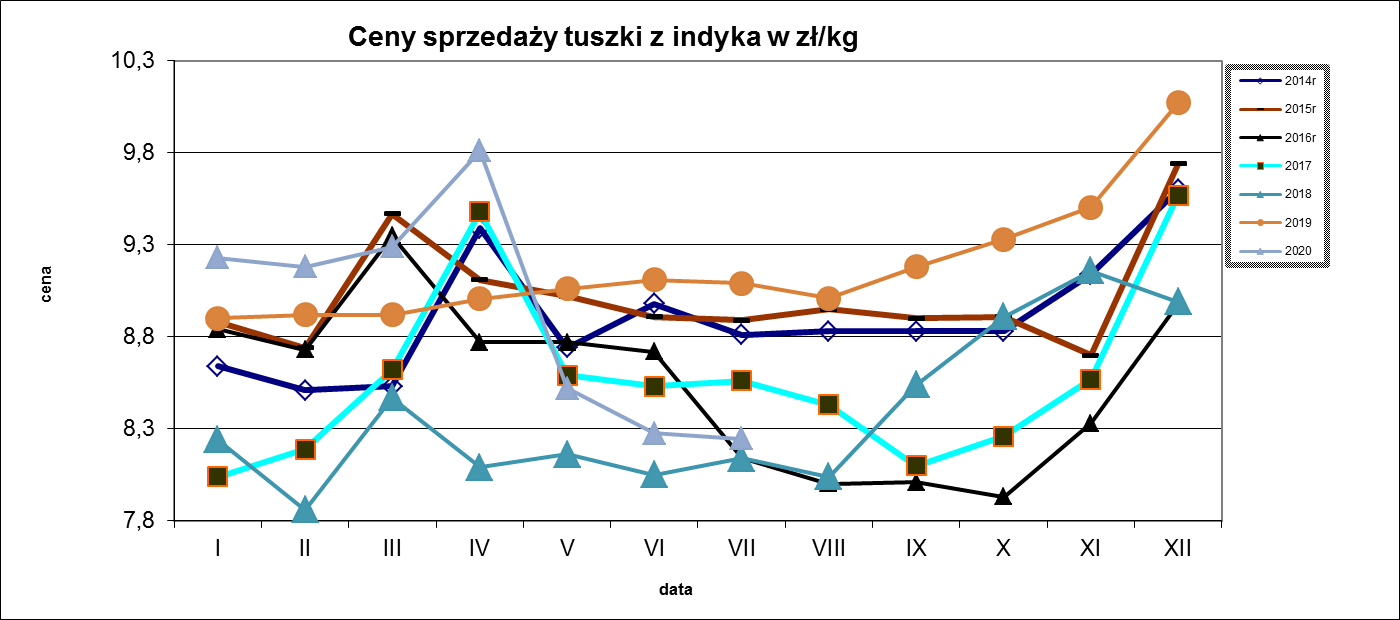 Ceny sprzedaży tuszki z indyka w zł/kg
10,3
9,8
9,3
8,8
8,3
7,8
cena
I II III IV V VI VII VIII IX X XI XII
data
2014r
2015r
2016r
2017
2018
2019
2020